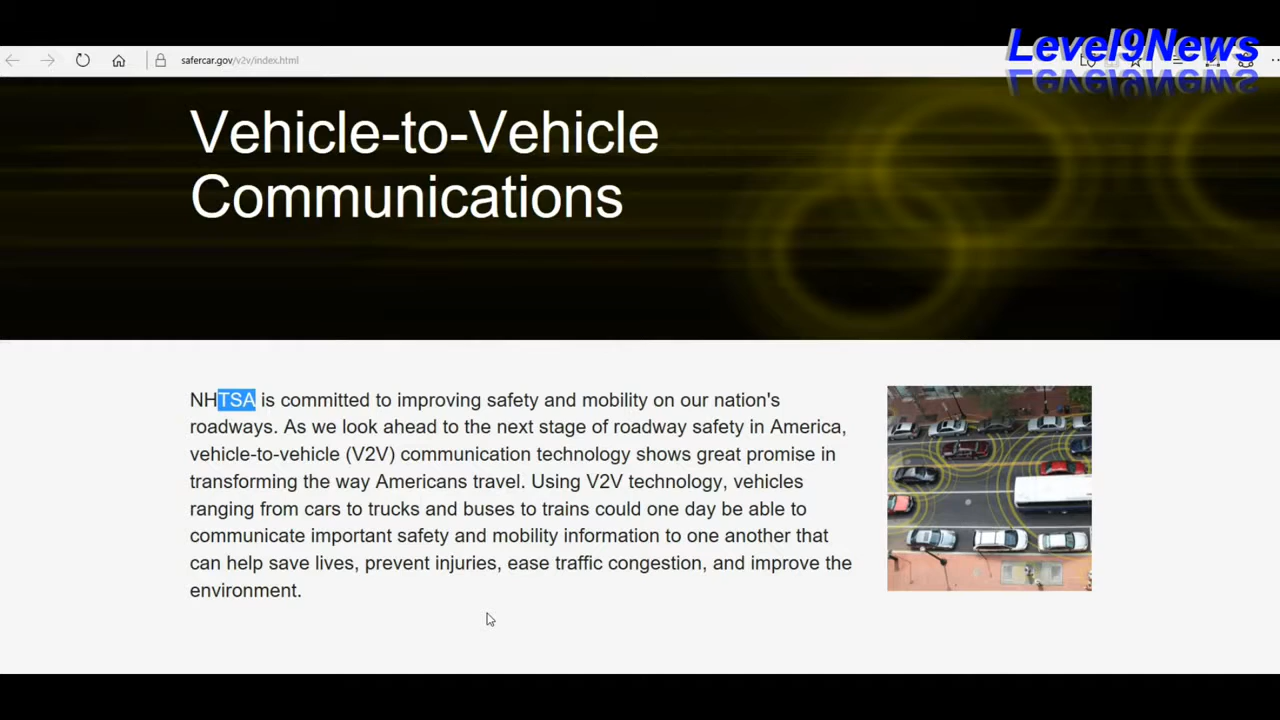 Level9News
safercar.gov/v2v/index.html
Vehicle-to-Vehicle
Communications
NHTSA is committed to improving safety and mobility on our nation's
roadways. As we look ahead to the next stage of roadway safety in America,
vehicle-to-vehicle (V2V) communication technology shows great promise in
transforming the way Americans travel. Using V2V technology, vehicles
ranging from cars to trucks and buses to trains could one day be able to
communicate important safety and mobility information to one another that
can help save lives, prevent injuries, ease traffic congestion, and improve the
environment.